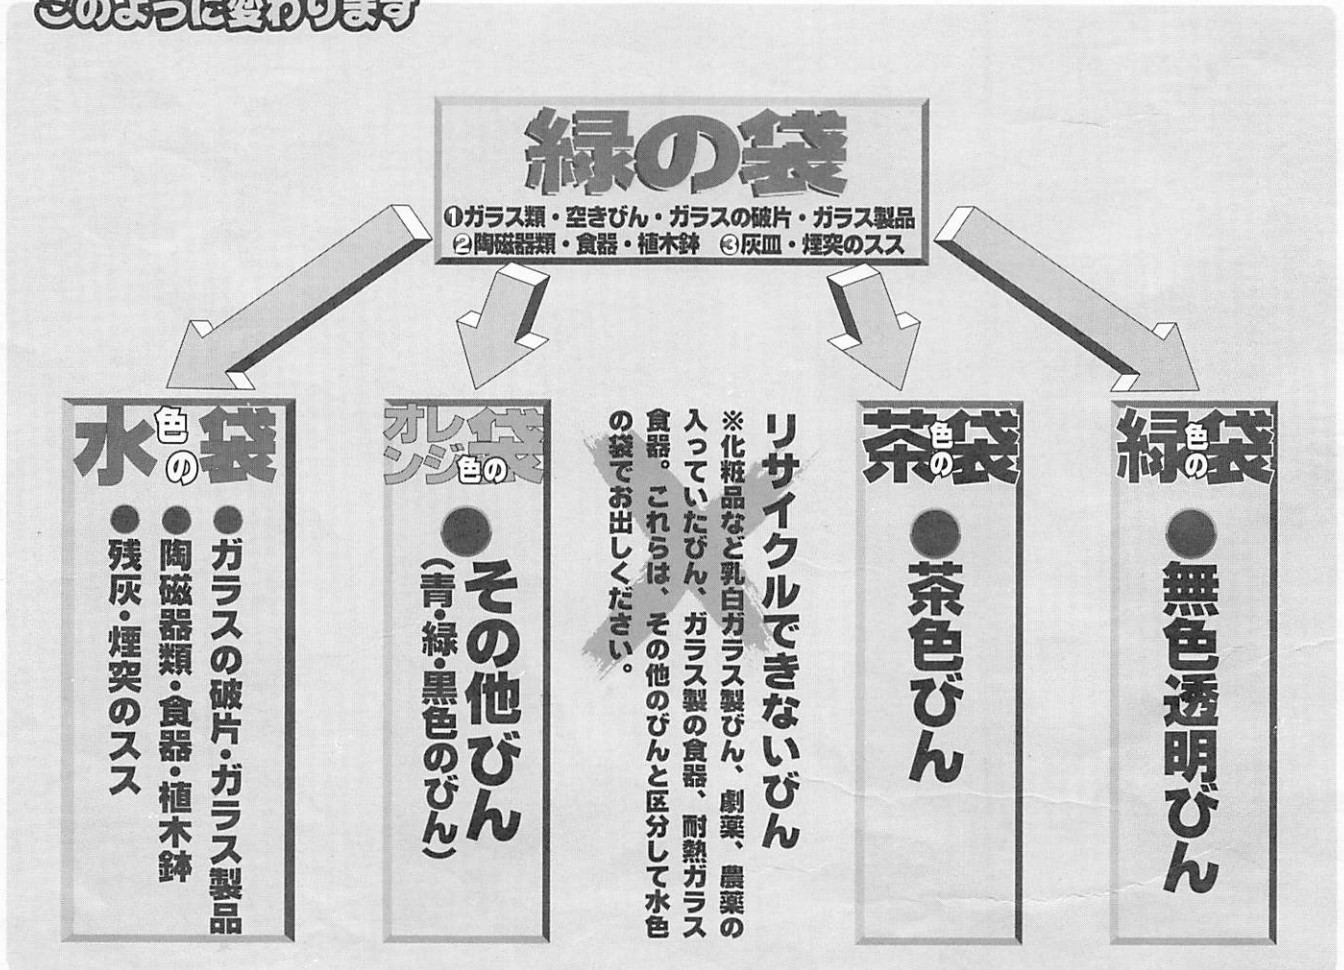 このように変わります
緑の袋
❶ガラス類・空きびん・ガラスの破片・ガラス製品
❷陶磁器類・食器・植木鉢 ❸灰皿・煙突のスス
緑色の袋
●無色透明びん
茶色の袋
●茶色びん
リサイクルできないびん
※化粧品など乳白ガラス製びん、劇薬、農薬の
入っていたびん、ガラス製の食器、耐熱ガラス
食器。これらは、その他のびんと区分して水色
の袋でお出しください。
オレンジ色の袋
●その他びん
(青・緑・黒色のびん)
水色の袋
●ガラスの破片・ガラス製品
●陶磁器類・食器・植木鉢
●残灰・煙突のスス